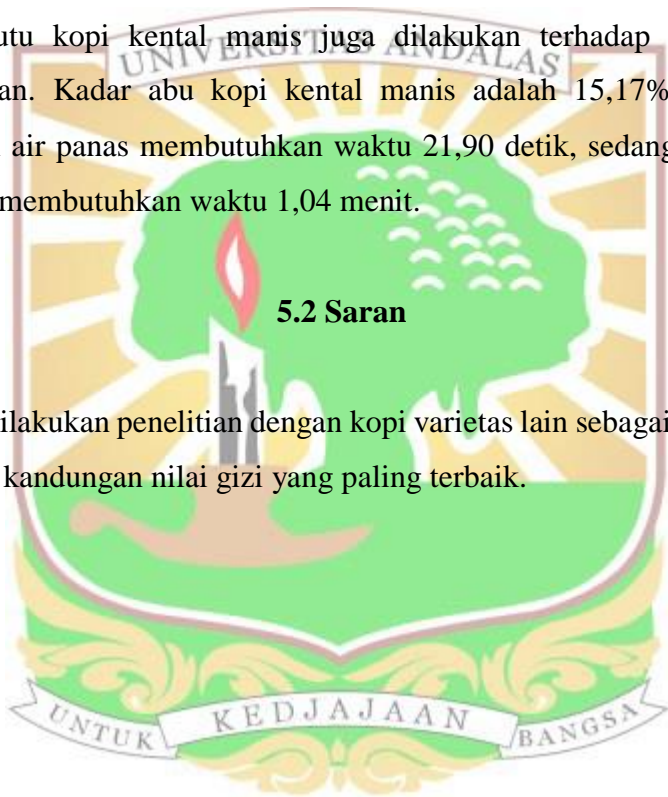 utu kopi kental manis juga dilakukan terhadap
UNIVERSITAS ANDALAS
an. Kadar abu kopi kental manis adalah 15,17%
air panas membutuhkan waktu 21,90 detik, sedang
membutuhkan waktu 1,04 menit.
5.2 Saran
ilakukan penelitian dengan kopi varietas lain sebagai
kandungan nilai gizi yang paling terbaik.
UNTUK KEDJAJAAN BANGSA